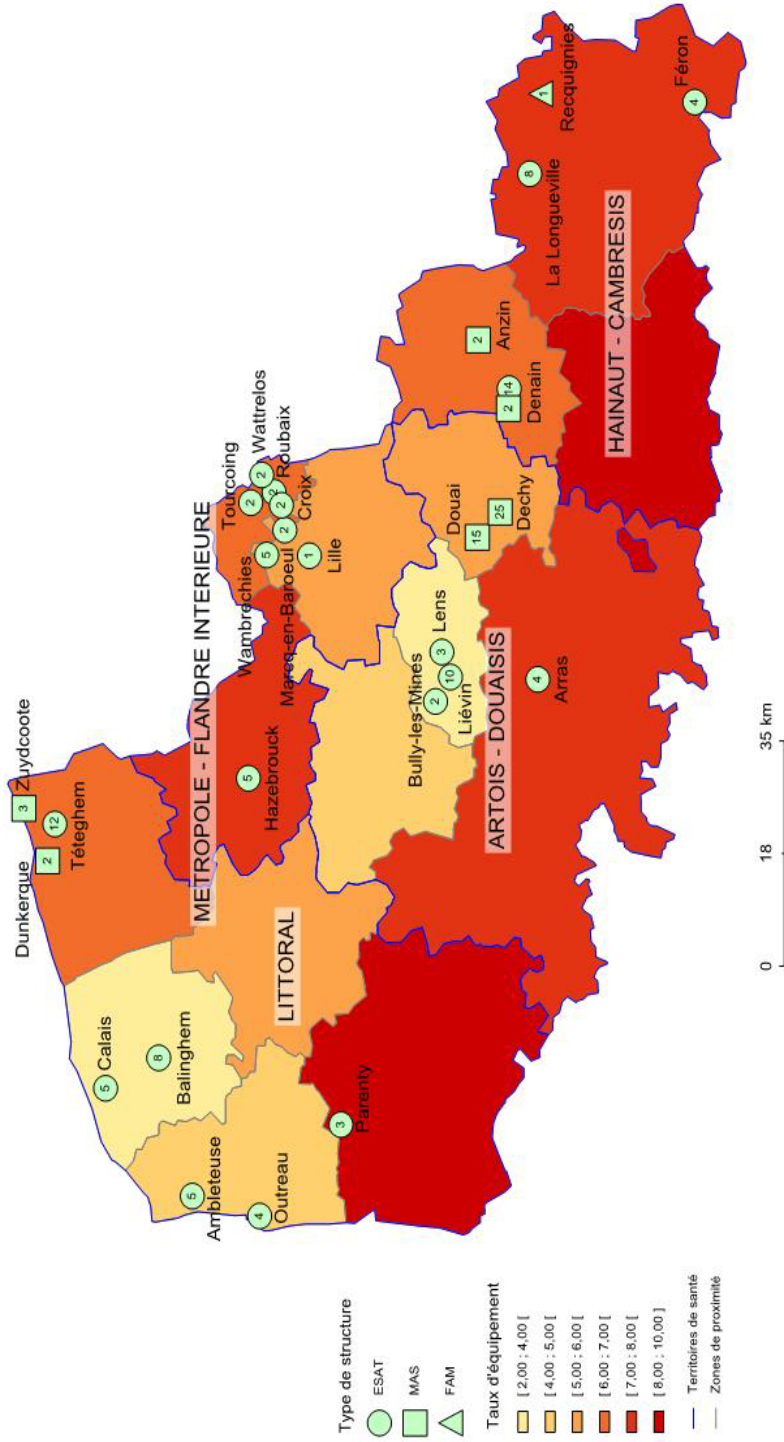 Zuydcoote
3
Dunkerque
2
12
Téteghem
Calais
5
8
Balinghem
Ambleteuse
5
4
Outreau
LITTORAL
Parenty
3
METROPOLE - FLANDRE INTERIEURE
Hazebrouck
5
Tourcoing
2
Wattrelos
2
Roubaix
2
2
Croix
2
Wambrechies
5
Marcq-en-Baroeul
1
Lille
Bully-les-Mines
2
10
Liévin
3
Lens
ARTOIS - DOUAISIS
Arras
4
Douai
15
25
Dechy
2
Anzin
14
2
Denain
HAINAUT - CAMBRESIS
La Longueville
8
1
Recquignies
Féron
4
0 18 35 km
Type de structure
ESAT
MAS
FAM
Taux d'équipement
[ 2,00 ; 4,00 [
[ 4,00 ; 5,00 [
[ 5,00 ; 6,00 [
[ 6,00 ; 7,00 [
[ 7,00 ; 8,00 [
[ 8,00 ; 10,00 ]
Territoires de santé
Zones de proximité